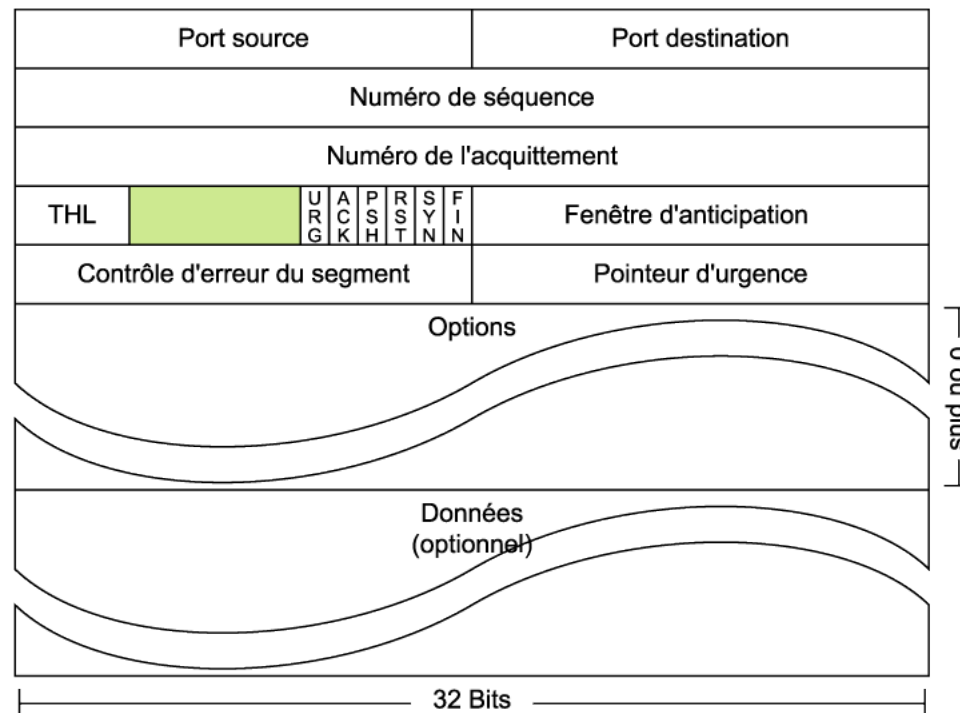 Port source
Port destination
Numéro de séquence
Numéro de l'acquittement
THL
URG
ACK
PSH
RST
SYN
FIN
Fenêtre d'anticipation
Contrôle d'erreur du segment
Pointeur d'urgence
Options
0 ou plus
Données
(optionnel)
32 Bits